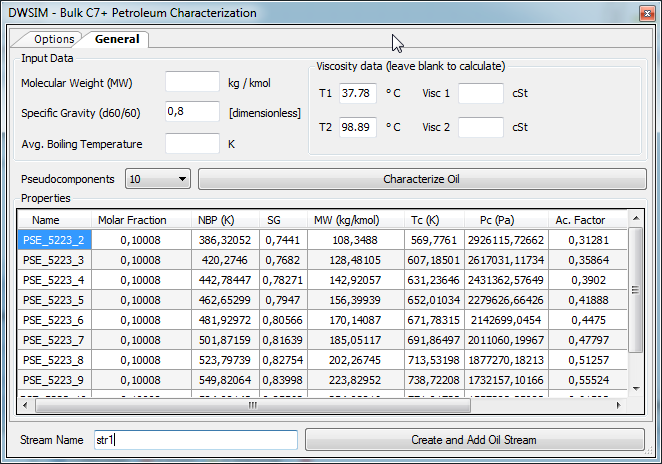 DWSIM - Bulk C7+ Petroleum Characterization
Options General
Input Data
Molecular Weight (MW) kg / kmol
Specific Gravity (d60/60) 0,8 [dimensionless]
Avg. Boiling Temperature K
Viscosity data (leave blank to calculate)
T1 37.78 º C Visc 1 cSt
T2 98.89 º C Visc 2 cSt
Pseudocomponents 10 Characterize Oil
Properties
Name Molar Fraction NBP (K) SG MW (kg/kmol) Tc (K) Pc (Pa) Ac. Factor
PSE_5223_2 0,10008 386,32052 0,7441 108,3488 569,7761 2926115,72662 0,31281
PSE_5223_3 0,10008 420,2746 0,7682 128,48105 607,18501 2617031,11734 0,35864
PSE_5223_4 0,10008 442,78447 0,78271 142,92057 631,23646 2431362,57649 0,3902
PSE_5223_5 0,10008 462,65299 0,7947 156,39939 652,01034 2279626,66426 0,41888
PSE_5223_6 0,10008 481,92972 0,80566 170,14087 671,78315 2142699,0454 0,4475
PSE_5223_7 0,10008 501,87159 0,81639 185,05117 691,86497 2011060,19967 0,47797
PSE_5223_8 0,10008 523,79739 0,82754 202,26745 713,53198 1877270,18213 0,51257
PSE_5223_9 0,10008 549,82064 0,83998 223,82952 738,72208 1732157,10166 0,55524
Stream Name str1 Create and Add Oil Stream